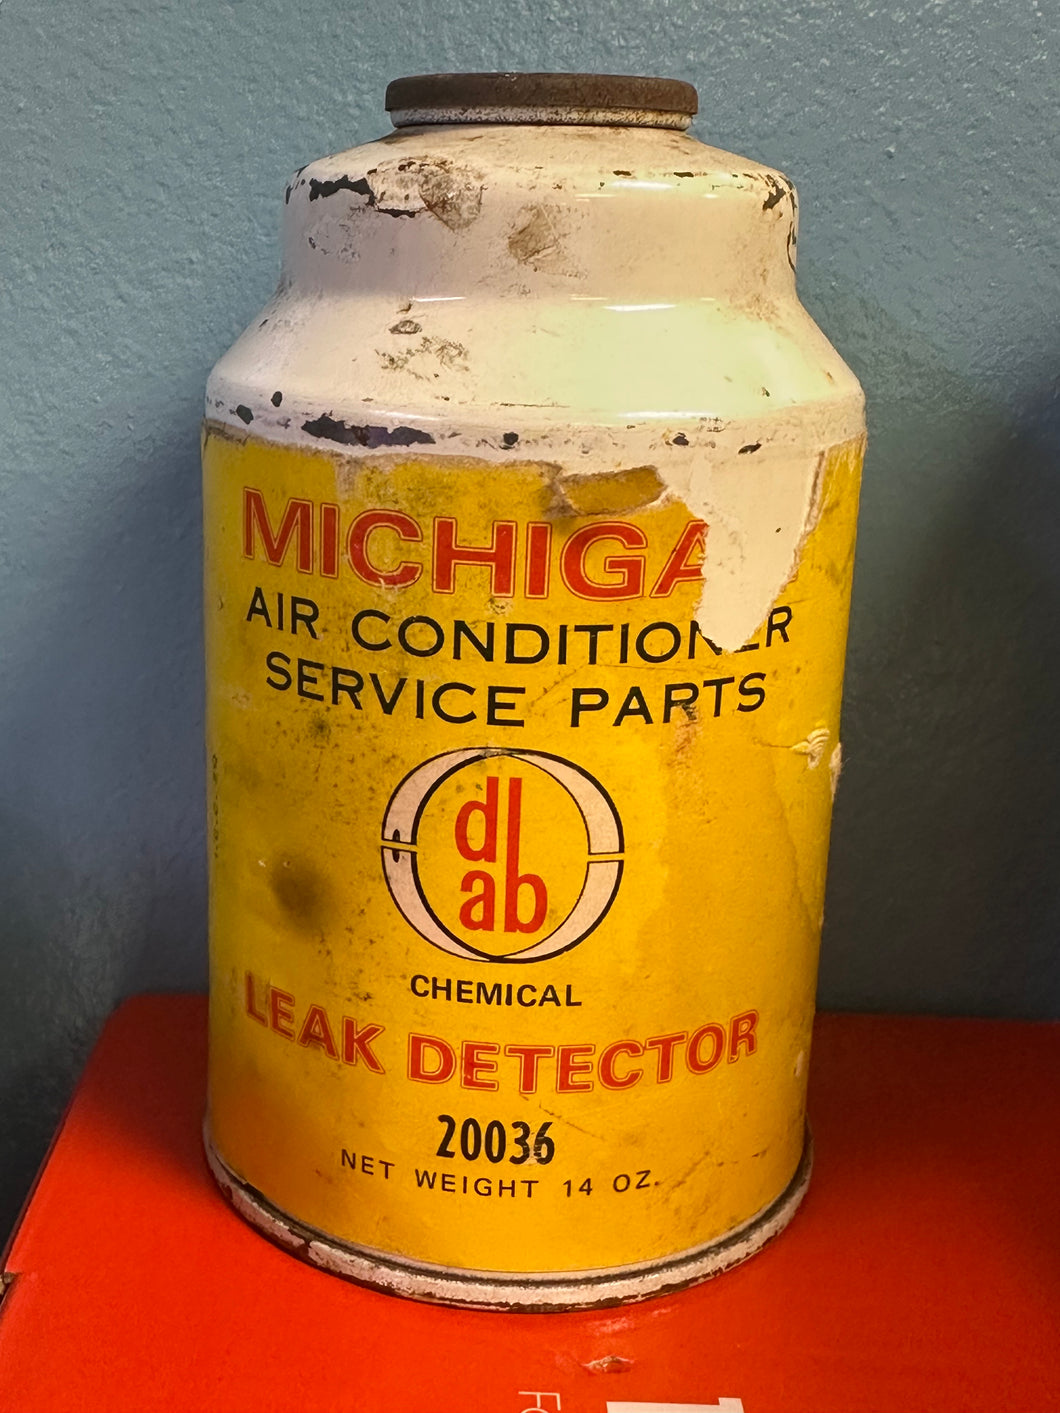 MICHIGA
AIR CONDITIONER
SERVICE PARTS
dl
ab
CHEMICAL
LEAK DETECTOR
20036
NET WEIGHT 14 OZ.